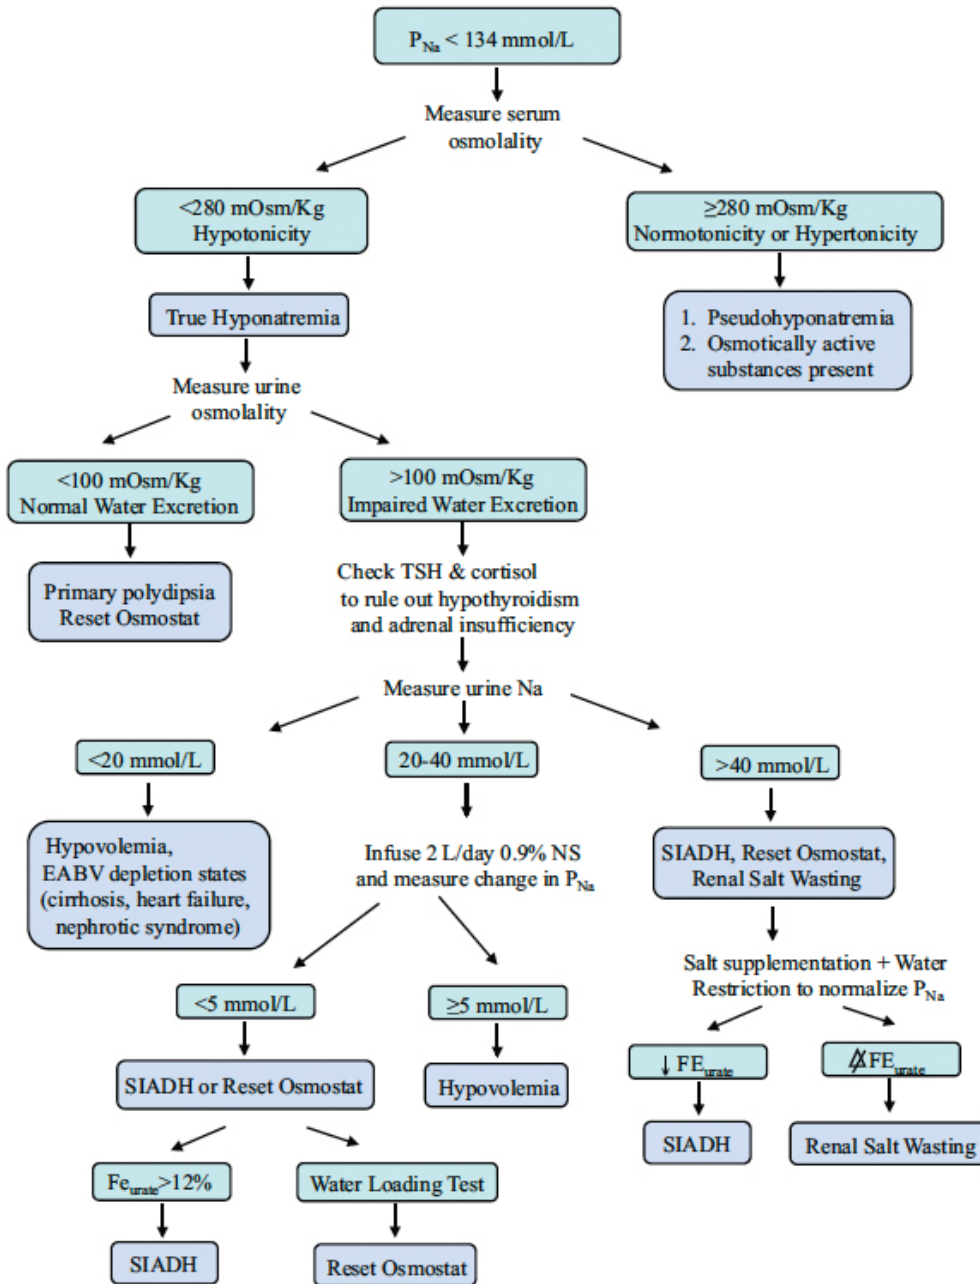 P_Na < 134 mmol/L
Measure serum
osmolality
<280 mOsm/Kg
Hypotonicity
≥280 mOsm/Kg
Normotonicity or Hypertonicity
True Hyponatremia
1. Pseudohyponatremia
2. Osmotically active
substances present
Measure urine
osmolality
<100 mOsm/Kg
Normal Water Excretion
>100 mOsm/Kg
Impaired Water Excretion
Primary polydipsia
Reset Osmostat
Check TSH & cortisol
to rule out hypothyroidism
and adrenal insufficiency
Measure urine Na
<20 mmol/L
20-40 mmol/L
>40 mmol/L
Hypovolemia,
EABV depletion states
(cirrhosis, heart failure,
nephrotic syndrome)
Infuse 2 L/day 0.9% NS
and measure change in P_Na
SIADH, Reset Osmostat,
Renal Salt Wasting
Salt supplementation + Water
Restriction to normalize P_Na
<5 mmol/L
≥5 mmol/L
↓ FE_urate
FE_urate
SIADH or Reset Osmostat
Hypovolemia
SIADH
Renal Salt Wasting
Fe_urate>12%
Water Loading Test
SIADH
Reset Osmostat